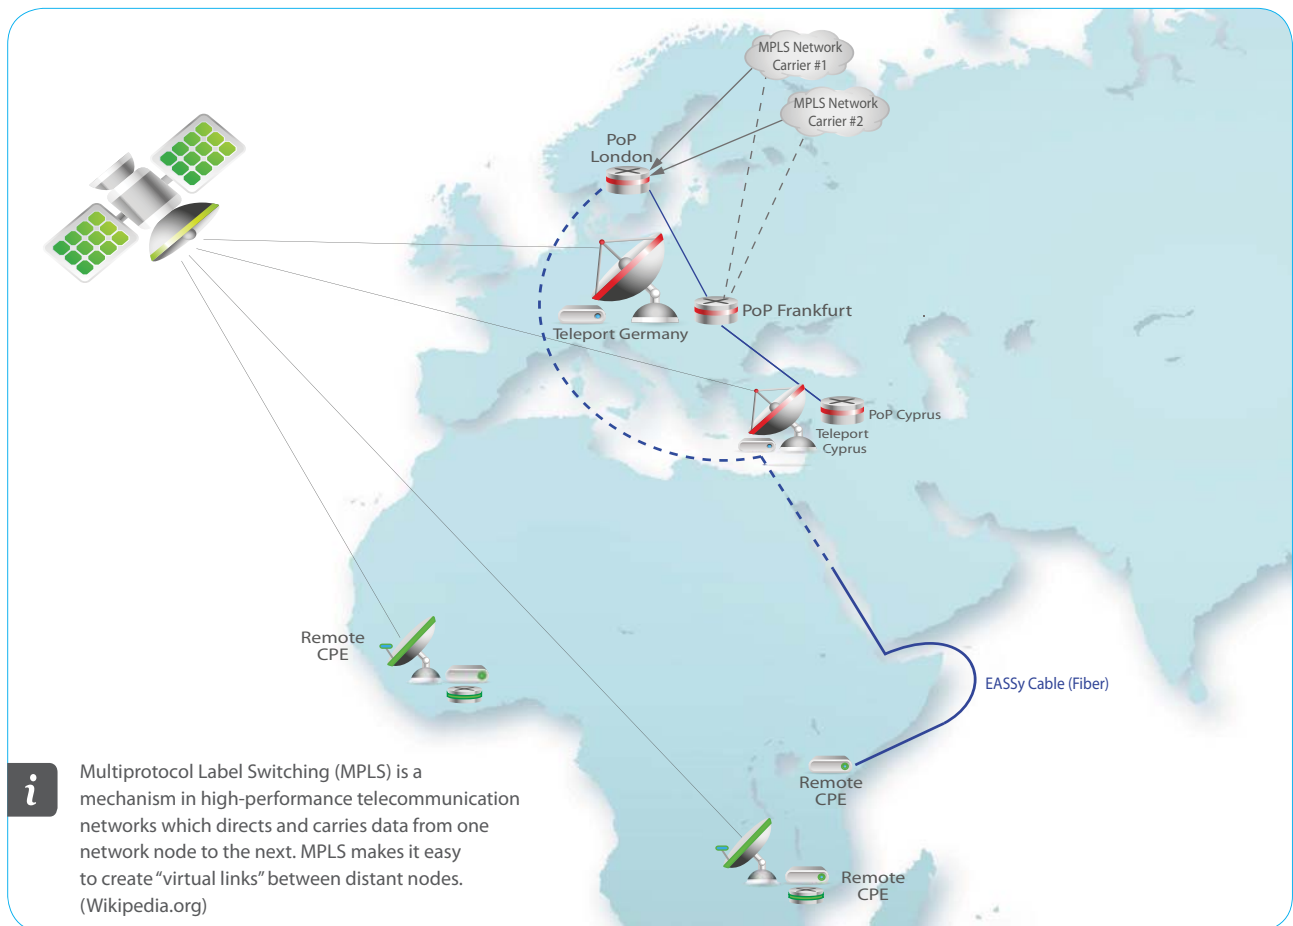 MPLS Network
Carrier #1
MPLS Network
Carrier #2
PoP
London
PoP Frankfurt
Teleport Germany
PoP Cyprus
Teleport
Cyprus
Remote
CPE
EASSy Cable (Fiber)
Remote
CPE
Remote
CPE
i
Multiprotocol Label Switching (MPLS) is a
mechanism in high-performance telecommunication
networks which directs and carries data from one
network node to the next. MPLS makes it easy
to create “virtual links” between distant nodes.
(Wikipedia.org)